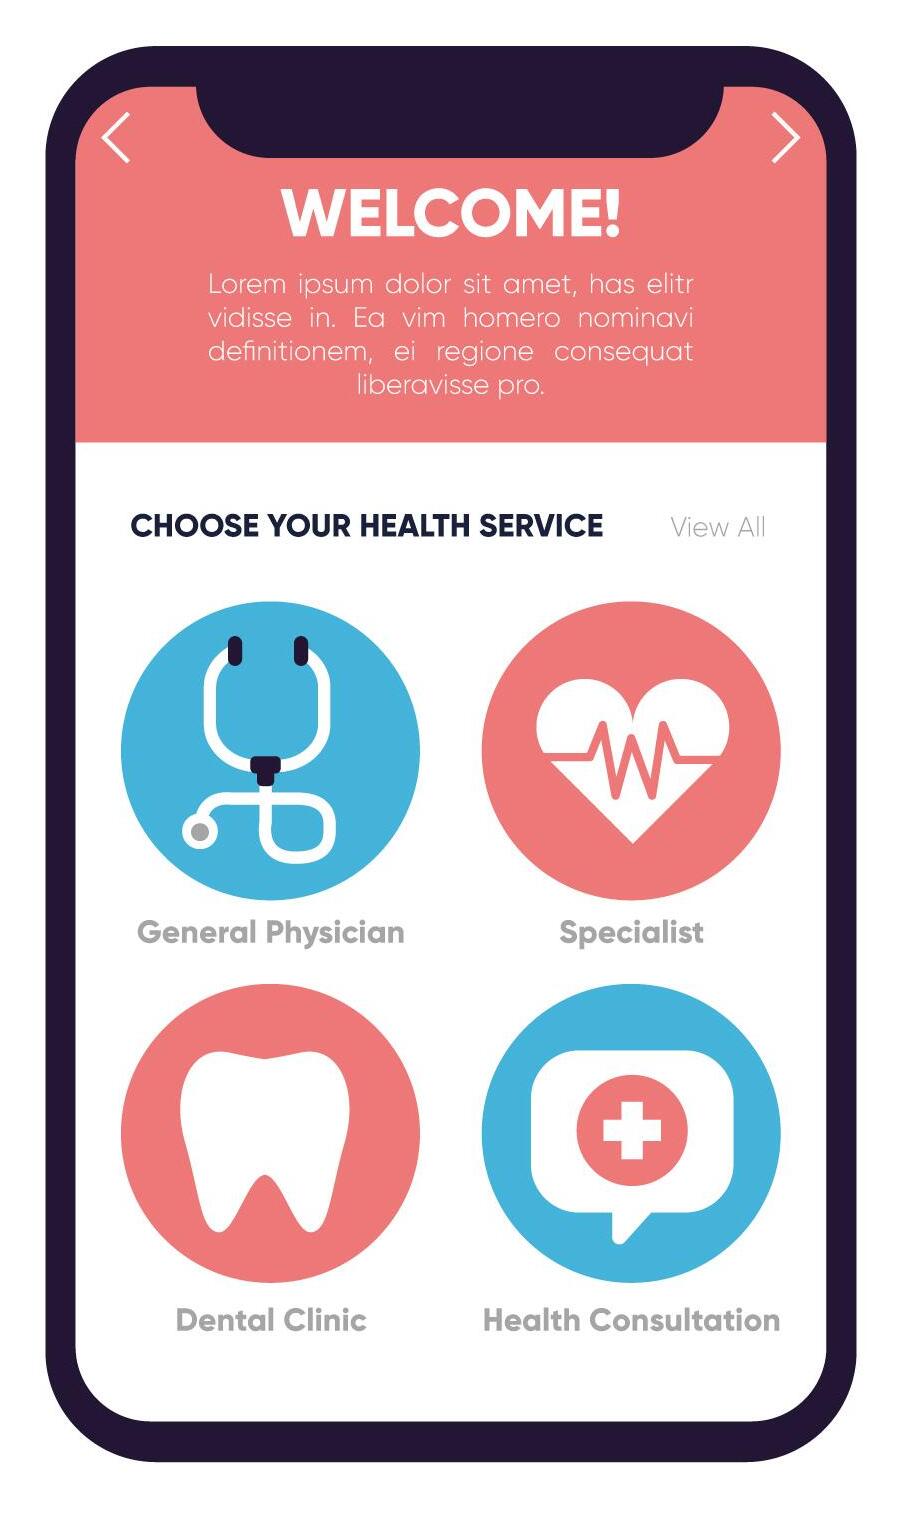 WELCOME!
Lorem ipsum dolor sit amet, has elitr
vidisse in. Ea vim homero nominavi
definitionem, ei regione consequat
liberavisse pro.
CHOOSE YOUR HEALTH SERVICE
View All
General Physician
Specialist
Dental Clinic
Health Consultation